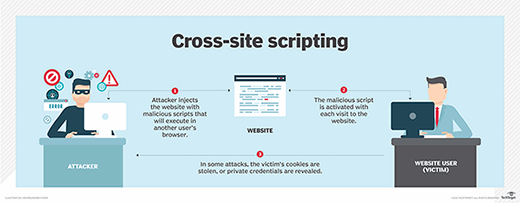 Cross-site scripting
ERROR
1
Attacker injects
the website with
malicious scripts that
will execute in
another user's
browser.
WEBSITE
2
The malicious script
is activated with
each visit to the
website.
3
In some attacks, the victim's cookies are
stolen, or private credentials are revealed.
ATTACKER
WEBSITE USER
(VICTIM)
TechTarget